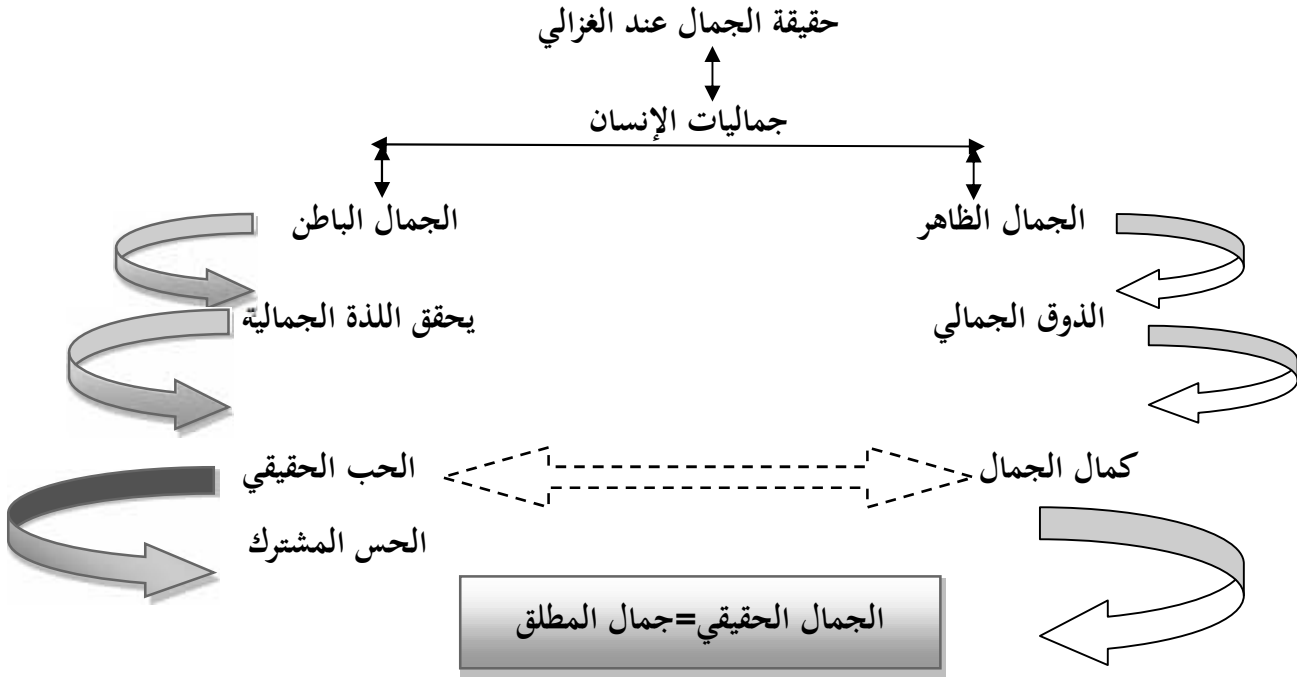 حقيقة الجمال عند الغزالي
جماليات الإنسان
الجمال الظاهر
الجمال الباطن
الذوق الجمالي
يحقق اللذة الجمالية
كمال الجمال
الحب الحقيقي
الحس المشترك
الجمال الحقيقي=جمال المطلق